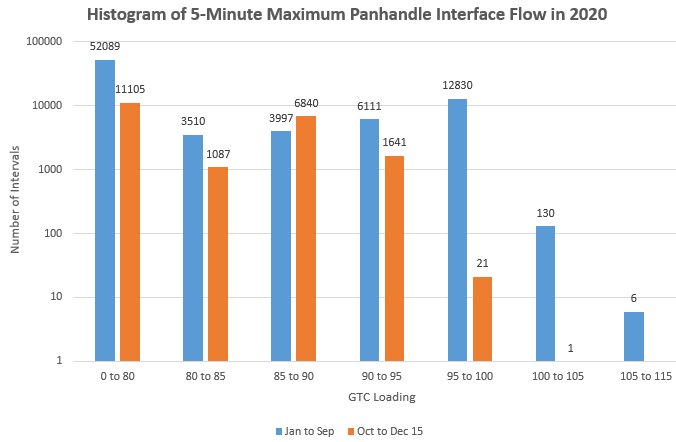 Histogram of 5-Minute Maximum Panhandle Interface Flow in 2020
100000
10000
1000
100
10
1
Number of Intervals
52089
11105
3510
1087
3997
6840
6111
1641
12830
21
130
1
6
0 to 80
80 to 85
85 to 90
90 to 95
95 to 100
100 to 105
105 to 115
GTC Loading
Jan to Sep
Oct to Dec 15